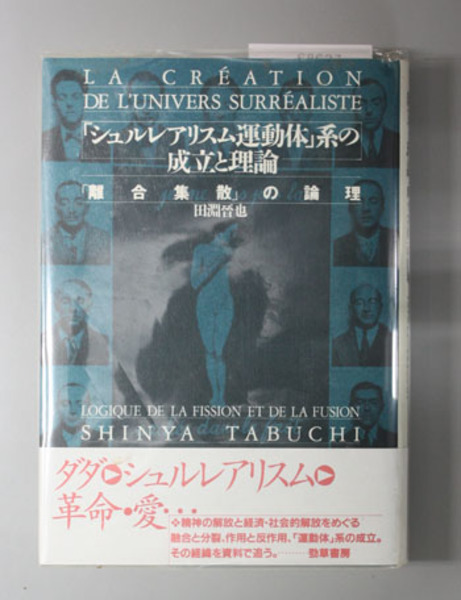 LA CRÉATION
DE L'UNIVERS SURRÉALISTE
「シュルレアリスム運動体」系の
成立と理論
「離合集散」の論理
田淵晉也
LOGIQUE DE LA FISSION ET DE LA FUSION
SHINYA TABUCHI
ダダ▶シュルレアリスム▶
革命・愛・・・
❖精神の解放と経済・社会的解放をめぐる
融合と分裂、作用と反作用、「運動体」系の成立。
その経緯を資料で追う。――勁草書房